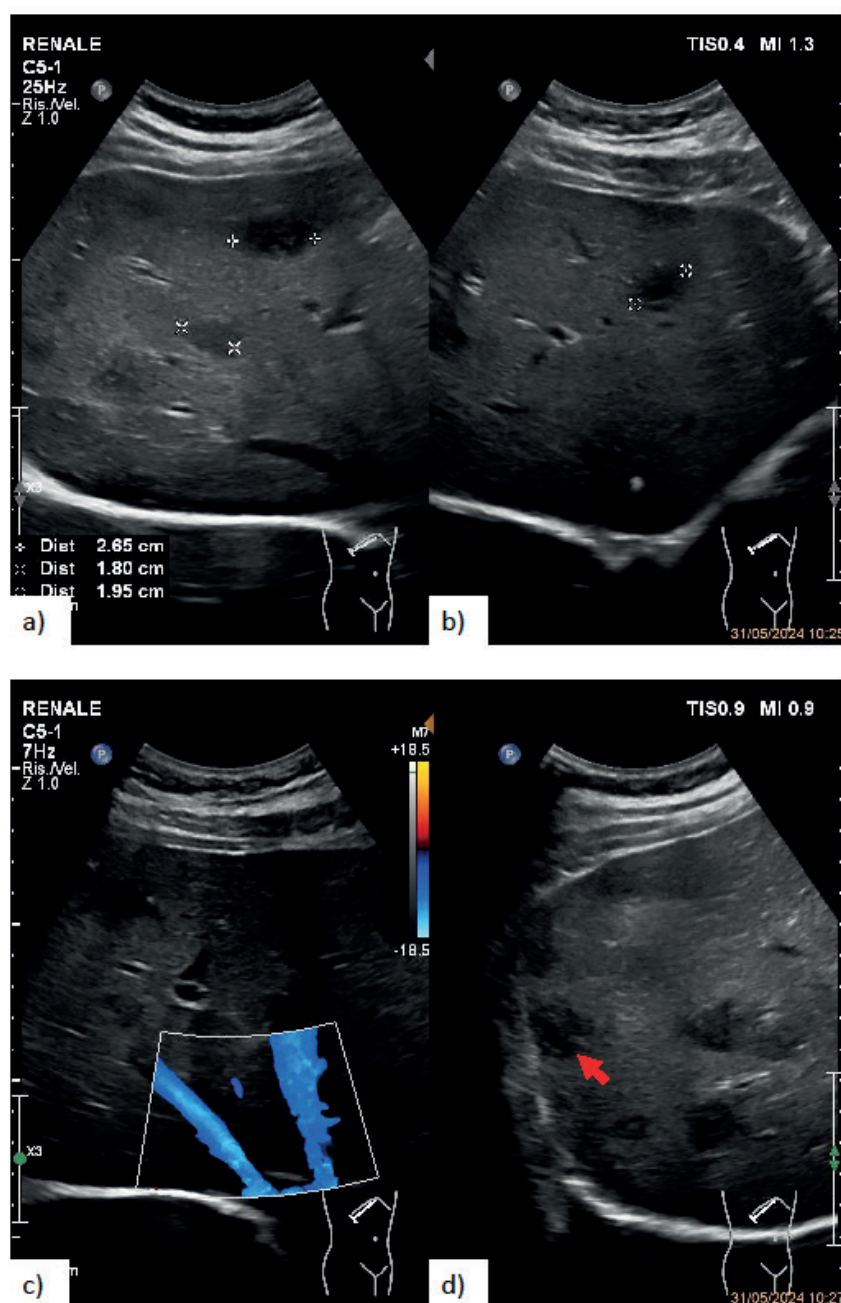 RENALE
C5-1
25Hz
Ris./Vel.
Z 1.0
P
TIS0.4 MI 1.3
P
X3
Dist 2.65 cm
Dist 1.80 cm
Dist 1.95 cm
a)
b)
31/05/2024 10:25
RENALE
C5-1
7Hz
Ris./Vel.
Z 1.0
P
M7
+18.5
-18.5
TIS0.9 MI 0.9
P
X3
c)
d)
31/05/2024 10:27